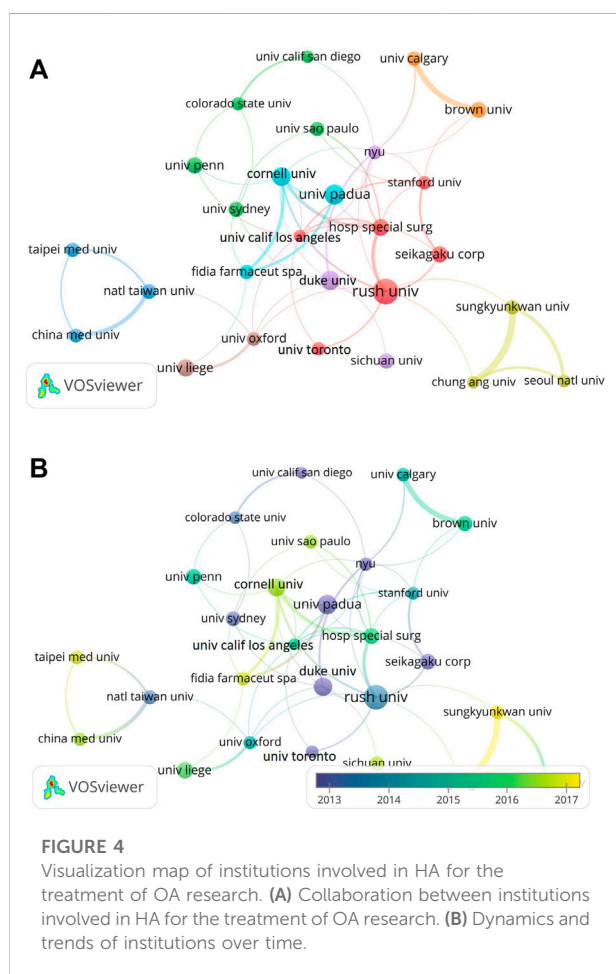 A
univ calif san diego
univ calgary
colorado state univ
brown univ
univ sao paulo
nyu
univ penn
cornell univ
stanford univ
univ padua
univ sydney
hosp special surg
univ calif los angeles
taipei med univ
seikagaku corp
fidia farmaceut spa
duke univ
natl taiwan univ
rush univ
sungkyunkwan univ
china med univ
univ oxford
univ toronto
sichuan univ
univ liege
chung ang univ
seoul natl univ
VOSviewer
B
univ calif san diego
univ calgary
colorado state univ
brown univ
univ sao paulo
nyu
univ penn
cornell univ
stanford univ
univ padua
univ sydney
hosp special surg
univ calif los angeles
taipei med univ
seikagaku corp
fidia farmaceut spa
duke univ
natl taiwan univ
rush univ
sungkyunkwan univ
china med univ
univ oxford
univ toronto
sichuan univ
univ liege
VOSviewer
2013 2014 2015 2016 2017
FIGURE 4
Visualization map of institutions involved in HA for the
treatment of OA research. (A) Collaboration between institutions
involved in HA for the treatment of OA research. (B) Dynamics and
trends of institutions over time.